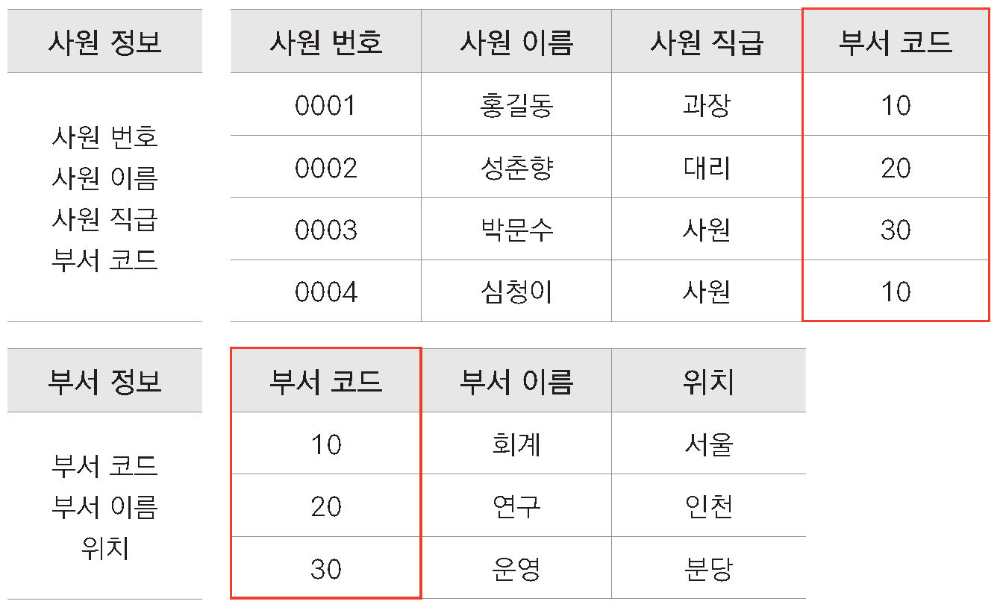 사원 정보
사원 번호
사원 이름
사원 직급
부서 코드
사원 번호 사원 이름 사원 직급 부서 코드
0001 홍길동 과장 10
0002 성춘향 대리 20
0003 박문수 사원 30
0004 심청이 사원 10
부서 정보
부서 코드
부서 이름
위치
부서 코드 부서 이름 위치
10 회계 서울
20 연구 인천
30 운영 분당